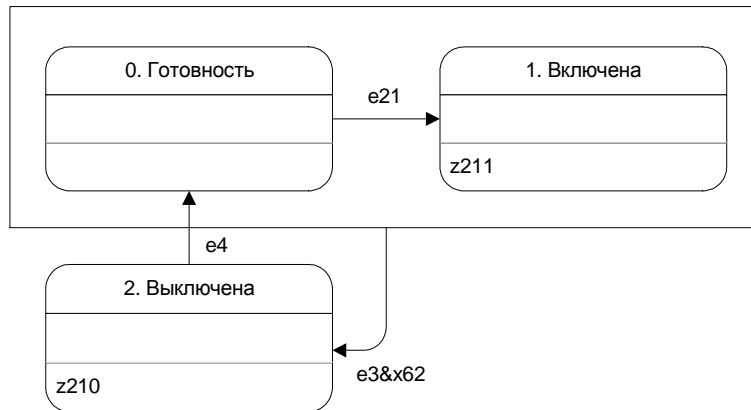 0. Готовность
1. Включена
e21
z211
e4
2. Выключена
e3&x62
z210